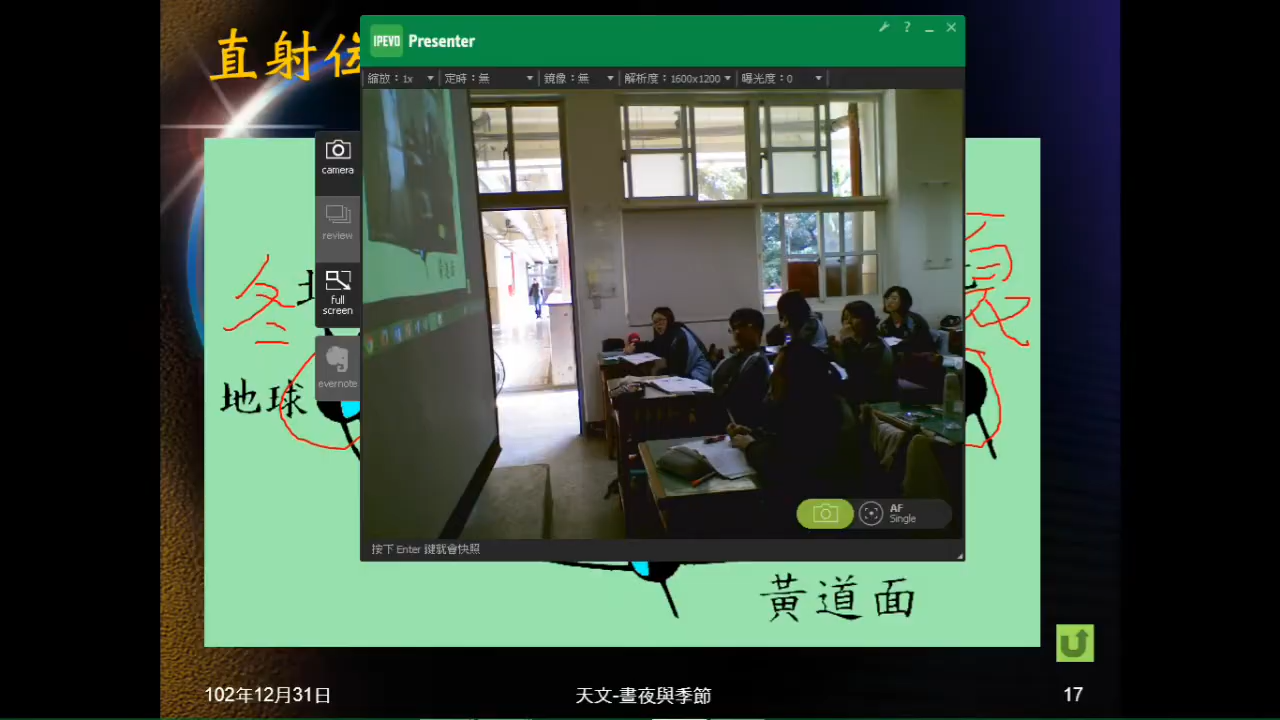 直射
IPEVO Presenter
縮放：1x 定時：無 鏡像：無 解析度：1600x1200 曝光度：0
camera
review
full
screen
evernote
AF
Single
按下 Enter 鍵就會快照
冬
夏
地球
黃道面
102年12月31日
天文-晝夜與季節
17